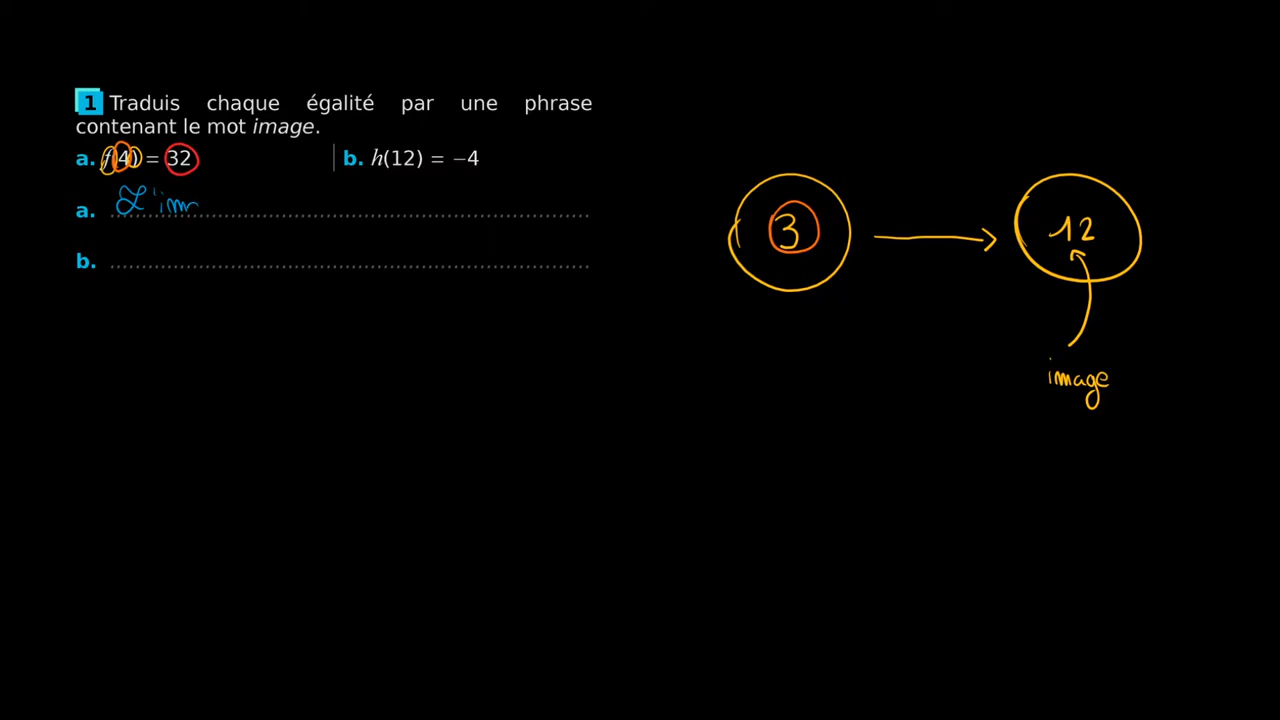 1 Traduis chaque égalité par une phrase
contenant le mot image.
a. f(4) = 32
b. h(12) = −4
a. L'im
b.
3
12
image